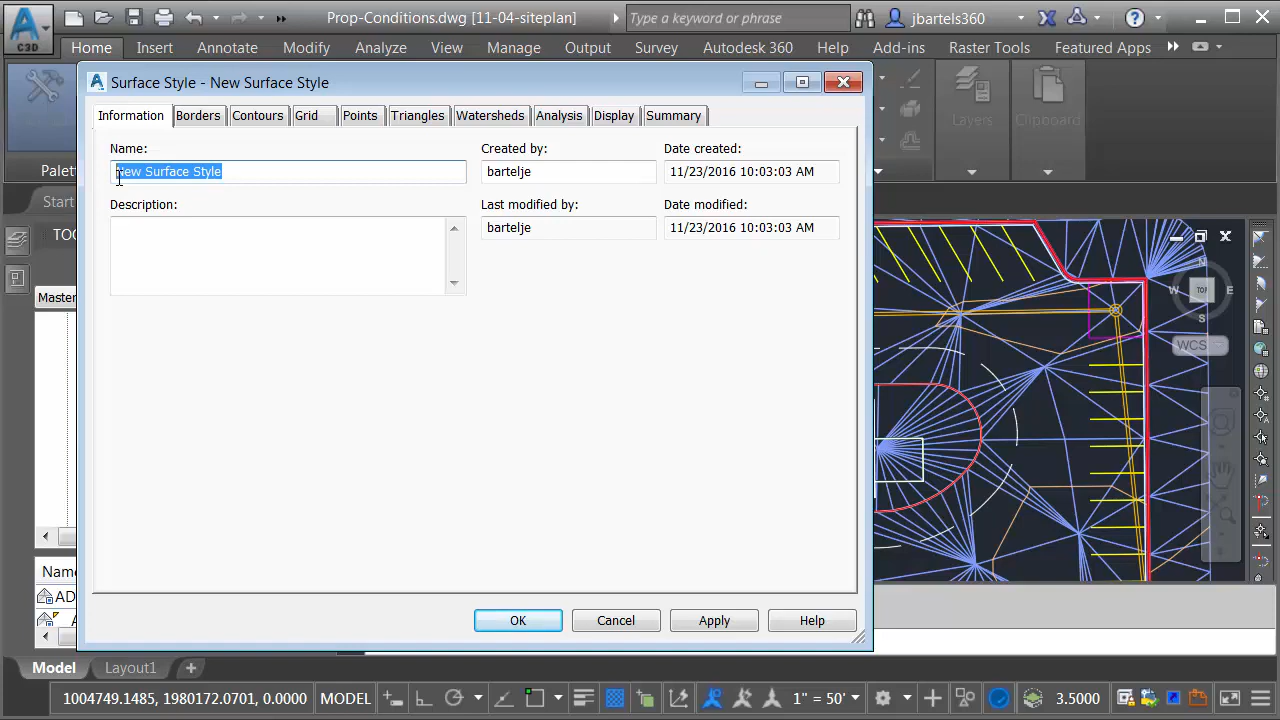 Prop-Conditions.dwg [11-04-siteplan]
Type a keyword or phrase
jbartels360
C3D
Home Insert Annotate Modify Analyze View Manage Output Survey Autodesk 360 Help Add-ins Raster Tools Featured Apps
Surface Style - New Surface Style
Information Borders Contours Grid Points Triangles Watersheds Analysis Display Summary
Layers
Clipboard
Name:
Created by:
Date created:
New Surface Style
bartelje
11/23/2016 10:03:03 AM
Description:
Last modified by:
Date modified:
bartelje
11/23/2016 10:03:03 AM
Start
N
W
TOP
E
S
WCS
OK
Cancel
Apply
Help
Model
Layout1
1004749.1485, 1980172.0701, 0.0000
MODEL
1" = 50'
3.5000